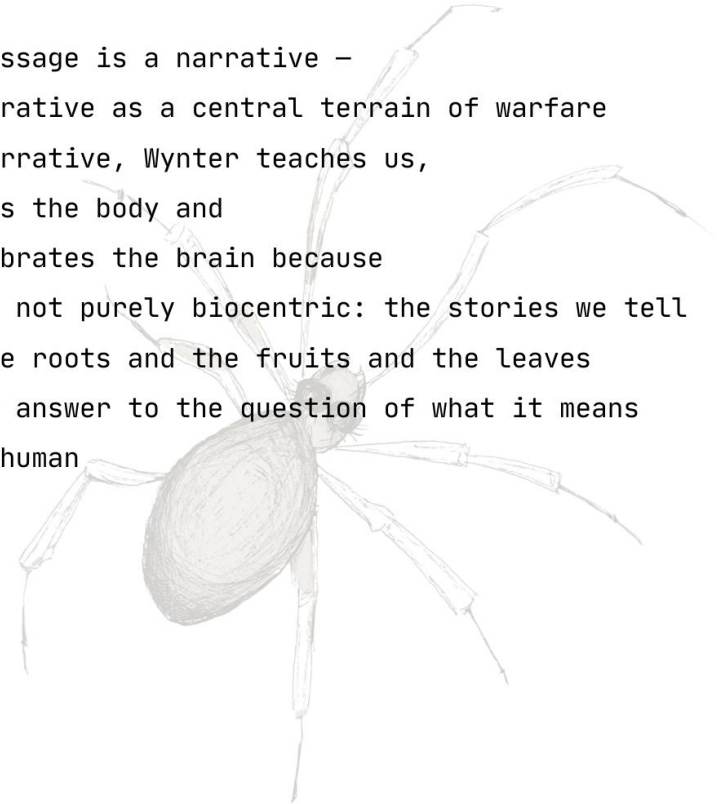 ssage is a narrative —
rative as a central terrain of warfare
rrative, Wynter teaches us,
s the body and
brates the brain because
not purely biocentric: the stories we tell
e roots and the fruits and the leaves
answer to the question of what it means
human